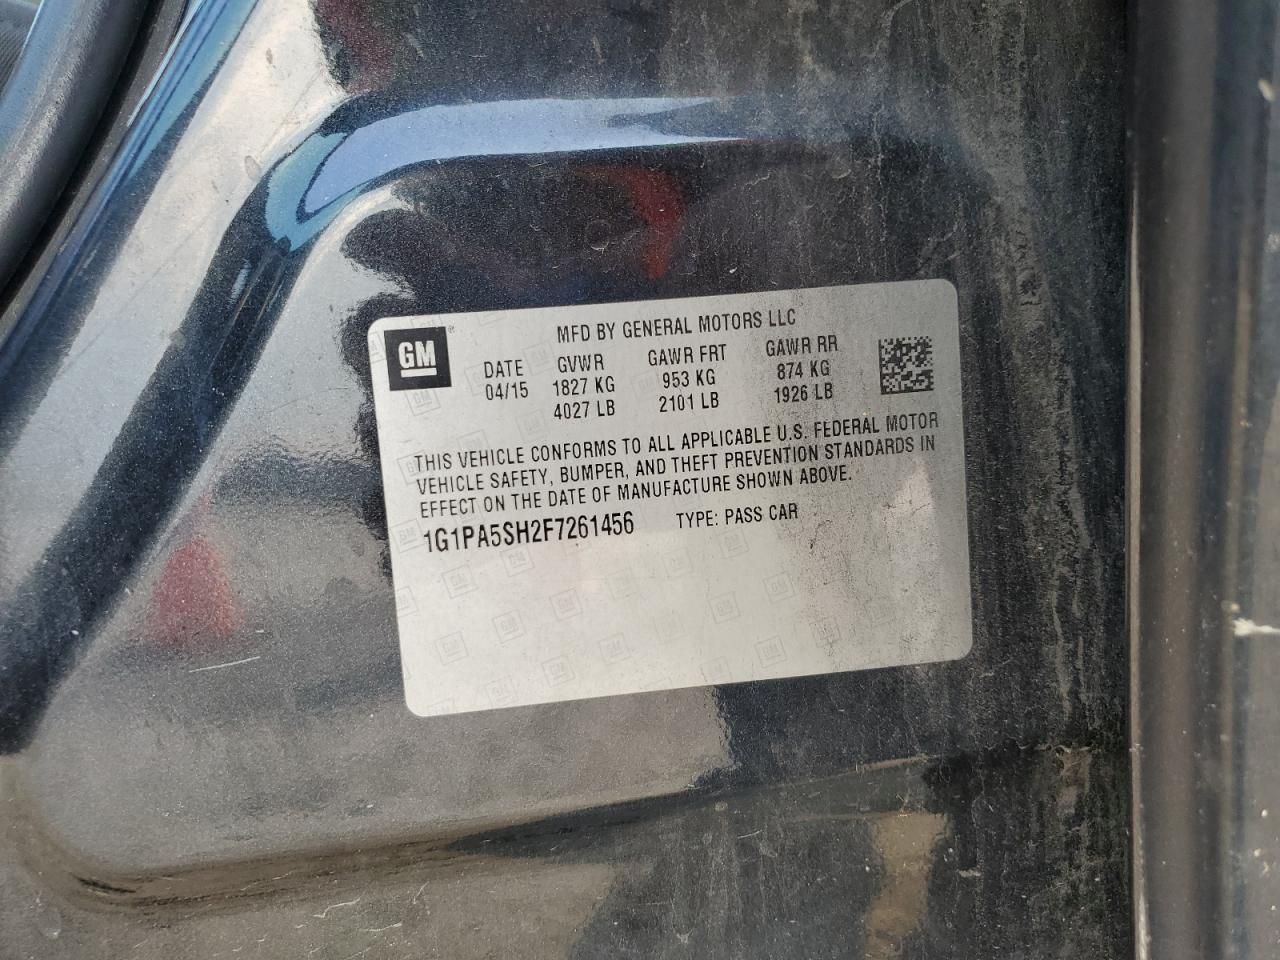 GM ®
MFD BY GENERAL MOTORS LLC
DATE GVWR GAWR FRT GAWR RR
04/15 1827 KG 953 KG 874 KG
4027 LB 2101 LB 1926 LB
THIS VEHICLE CONFORMS TO ALL APPLICABLE U.S. FEDERAL MOTOR
VEHICLE SAFETY, BUMPER, AND THEFT PREVENTION STANDARDS IN
EFFECT ON THE DATE OF MANUFACTURE SHOWN ABOVE.
1G1PA5SH2F7261456 TYPE: PASS CAR